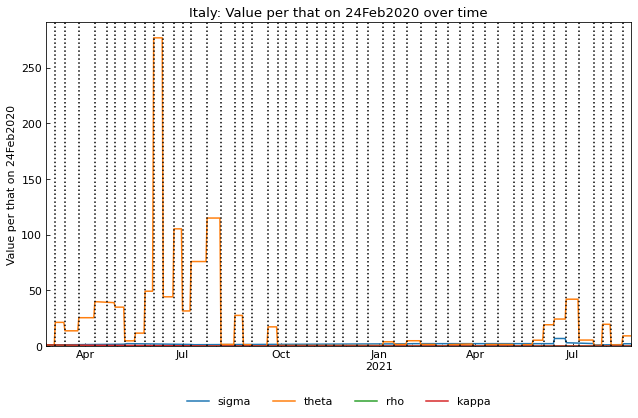 Italy: Value per that on 24Feb2020 over time
Value per that on 24Feb2020
250
200
150
100
50
0
Apr Jul Oct Jan Apr Jul
2021
sigma theta rho kappa